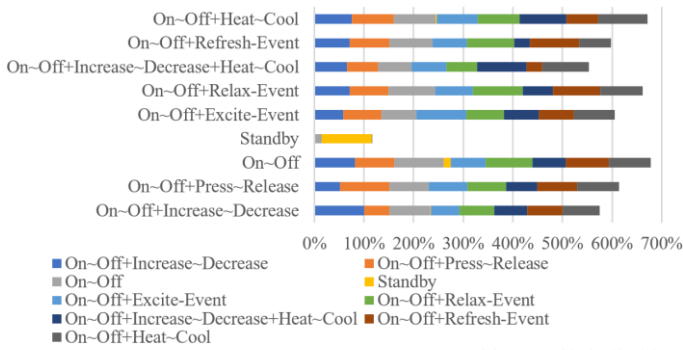 On~Off+Heat~Cool
On~Off+Refresh-Event
On~Off+Increase~Decrease+Heat~Cool
On~Off+Relax-Event
On~Off+Excite-Event
Standby
On~Off
On~Off+Press~Release
On~Off+Increase~Decrease
0% 100% 200% 300% 400% 500% 600% 700%
On~Off+Increase~Decrease On~Off+Press~Release
On~Off Standby
On~Off+Excite-Event On~Off+Relax-Event
On~Off+Increase~Decrease+Heat~Cool On~Off+Refresh-Event
On~Off+Heat~Cool